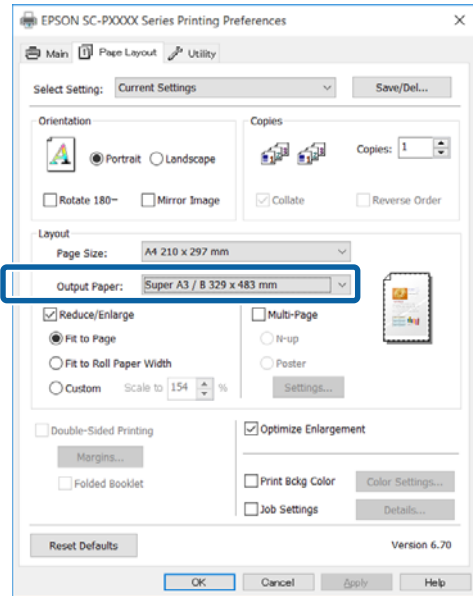 EPSON SC-PXXXX Series Printing Preferences
Main Page Layout Utility
Select Setting: Current Settings Save/Del...
Orientation Copies
Portrait Landscape Copies: 1
Rotate 180° Mirror Image Collate Reverse Order
Layout
Page Size: A4 210 x 297 mm
Output Paper: Super A3 / B 329 x 483 mm
Reduce/Enlarge Multi-Page
Fit to Page N-up
Fit to Roll Paper Width Poster
Custom Scale to 154 % Settings...
Double-Sided Printing Optimize Enlargement
Margins...
Folded Booklet Print Bckg Color Color Settings...
Job Settings Details...
Reset Defaults Version 6.70
OK Cancel Apply Help